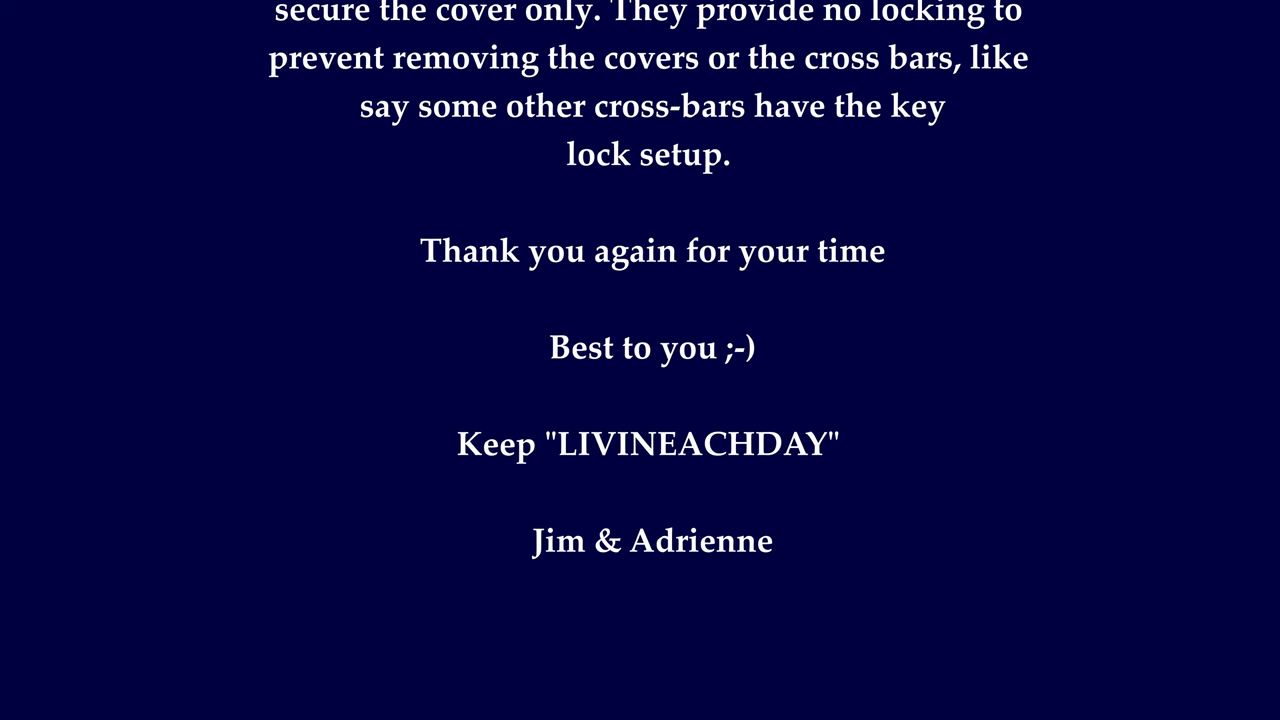 secure the cover only. They provide no locking to
prevent removing the covers or the cross bars, like
say some other cross-bars have the key
lock setup.
Thank you again for your time
Best to you ;-)
Keep "LIVINEACHDAY"
Jim & Adrienne